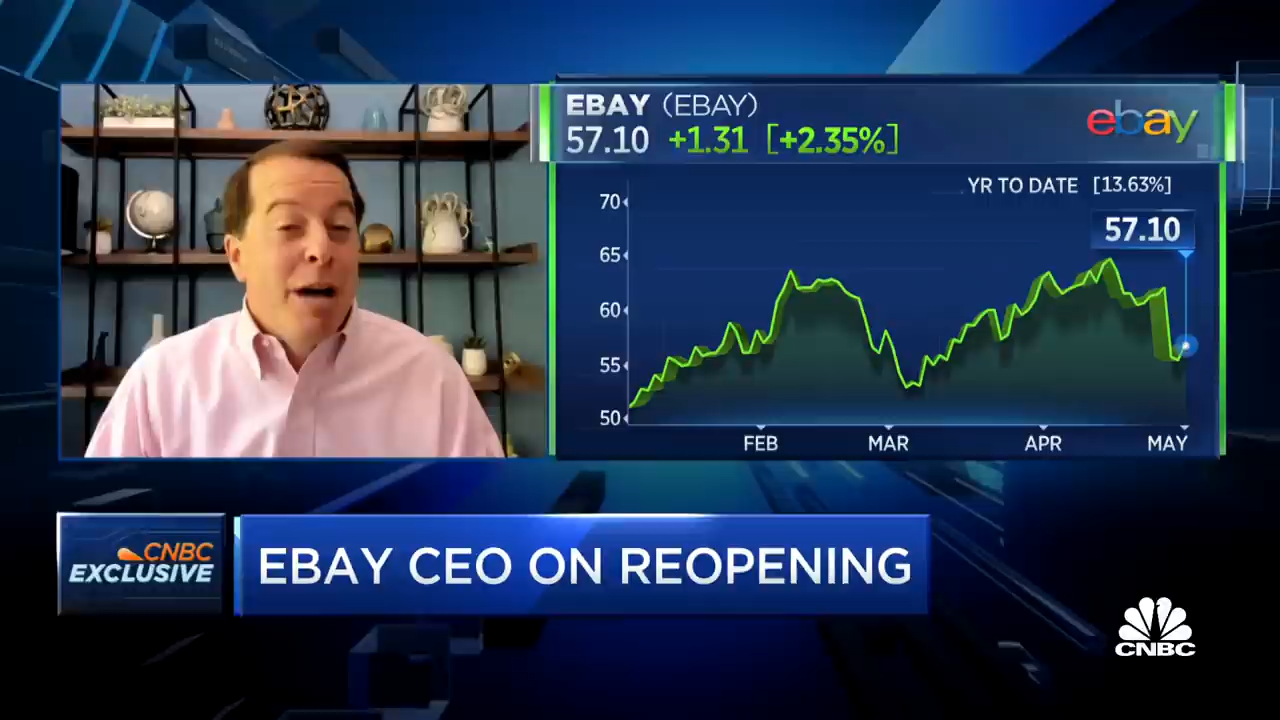 EBAY (EBAY)
57.10 +1.31 [+2.35%]
ebay
YR TO DATE [13.63%]
57.10
70
65
60
55
50
FEB MAR APR MAY
CNBC
EXCLUSIVE
EBAY CEO ON REOPENING
CNBC